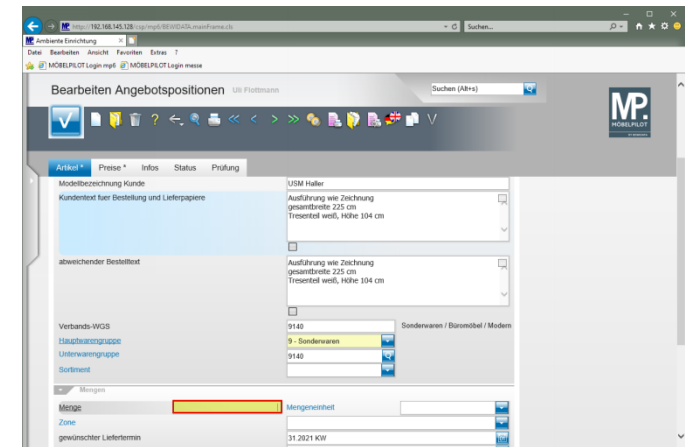 http://192.168.145.128/csp/mp6/BEWIDATA.mainFrame.cls
Suchen...
Ambiente Einrichtung
Datei Bearbeiten Ansicht Favoriten Extras ?
MÖBELPILOT Login mp6 MÖBELPILOT Login messe
Bearbeiten Angebotspositionen Uli Flottmann
Suchen (Alt+s)
MP.
MÖBELPILOT
Artikel * Preise * Infos Status Prüfung
Modellbezeichnung Kunde USM Haller
Kundentext fuer Bestellung und Lieferpapiere Ausführung wie Zeichnung
gesamtbreite 225 cm
Tresenteil weiß, Höhe 104 cm
abweichender Bestelltext Ausführung wie Zeichnung
gesamtbreite 225 cm
Tresenteil weiß, Höhe 104 cm
Verbands-WGS 9140 Sonderwaren / Büromöbel / Modern
Hauptwarengruppe 9 - Sonderwaren
Unterwarengruppe 9140
Sortiment
Mengen
Menge Mengeneinheit
Zone
gewünschter Liefertermin 31.2021 KW